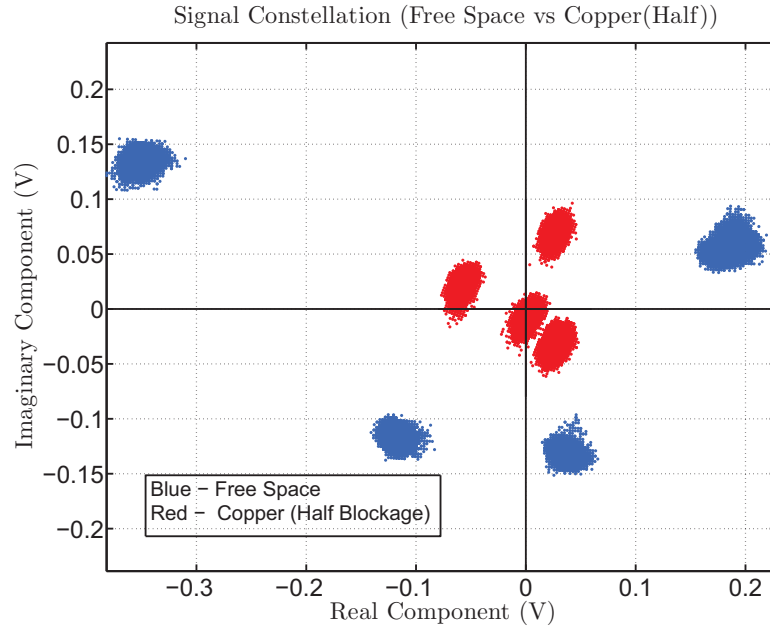 Signal Constellation (Free Space vs Copper(Half))
0.2
0.15
0.1
0.05
0
−0.05
−0.1
−0.15
−0.2
Imaginary Component (V)
Blue − Free Space
Red − Copper (Half Blockage)
−0.3 −0.2 −0.1 0 0.1 0.2
Real Component (V)